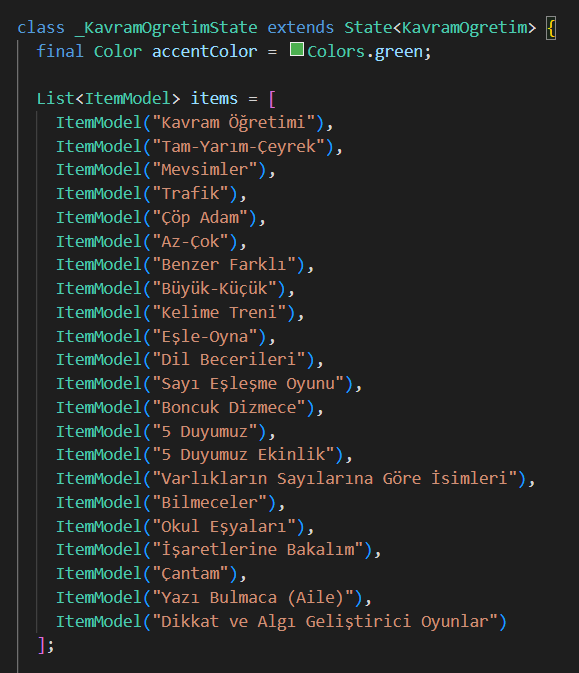 class _KavramOgretimState extends State<KavramOgretim> {
final Color accentColor = Colors.green;
List<ItemModel> items = [
ItemModel("Kavram Öğretimi"),
ItemModel("Tam-Yarım-Çeyrek"),
ItemModel("Mevsimler"),
ItemModel("Trafik"),
ItemModel("Çöp Adam"),
ItemModel("Az-Çok"),
ItemModel("Benzer Farklı"),
ItemModel("Büyük-Küçük"),
ItemModel("Kelime Treni"),
ItemModel("Eşle-Oyna"),
ItemModel("Dil Becerileri"),
ItemModel("Sayı Eşleşme Oyunu"),
ItemModel("Boncuk Dizmece"),
ItemModel("5 Duyumuz"),
ItemModel("5 Duyumuz Ekinlik"),
ItemModel("Varlıkların Sayılarına Göre İsimleri"),
ItemModel("Bilmeceler"),
ItemModel("Okul Eşyaları"),
ItemModel("İşaretlerine Bakalım"),
ItemModel("Çantam"),
ItemModel("Yazı Bulmaca (Aile)"),
ItemModel("Dikkat ve Algı Geliştirici Oyunlar")
];